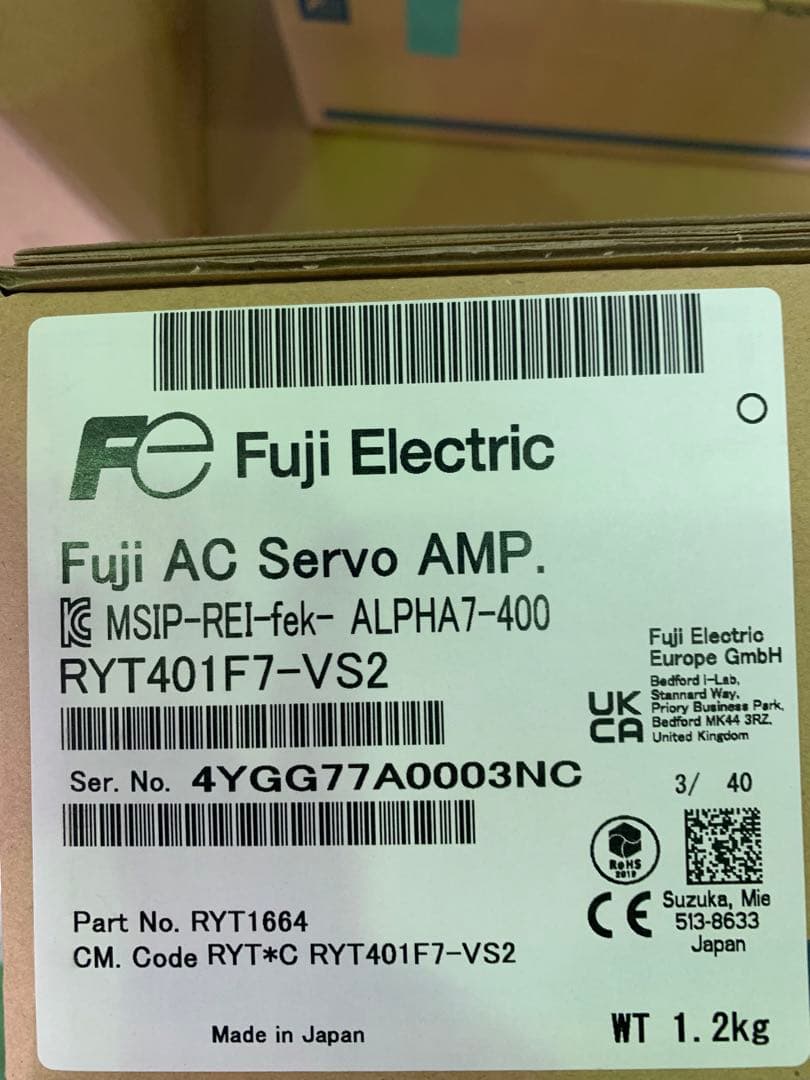 Fe Fuji Electric
Fuji AC Servo AMP.
MSIP-REI-fek- ALPHA7-400
RYT401F7-VS2
Fuji Electric
Europe GmbH
Bedford i-Lab,
Stannard Way,
Priory Business Park,
Bedford MK44 3RZ,
United Kingdom
UK
CA
Ser. No. 4YGG77A0003NC
3/ 40
RoHS
2019
CE
Suzuka, Mie
513-8633
Japan
Part No. RYT1664
CM. Code RYT*C RYT401F7-VS2
Made in Japan
WT 1.2kg